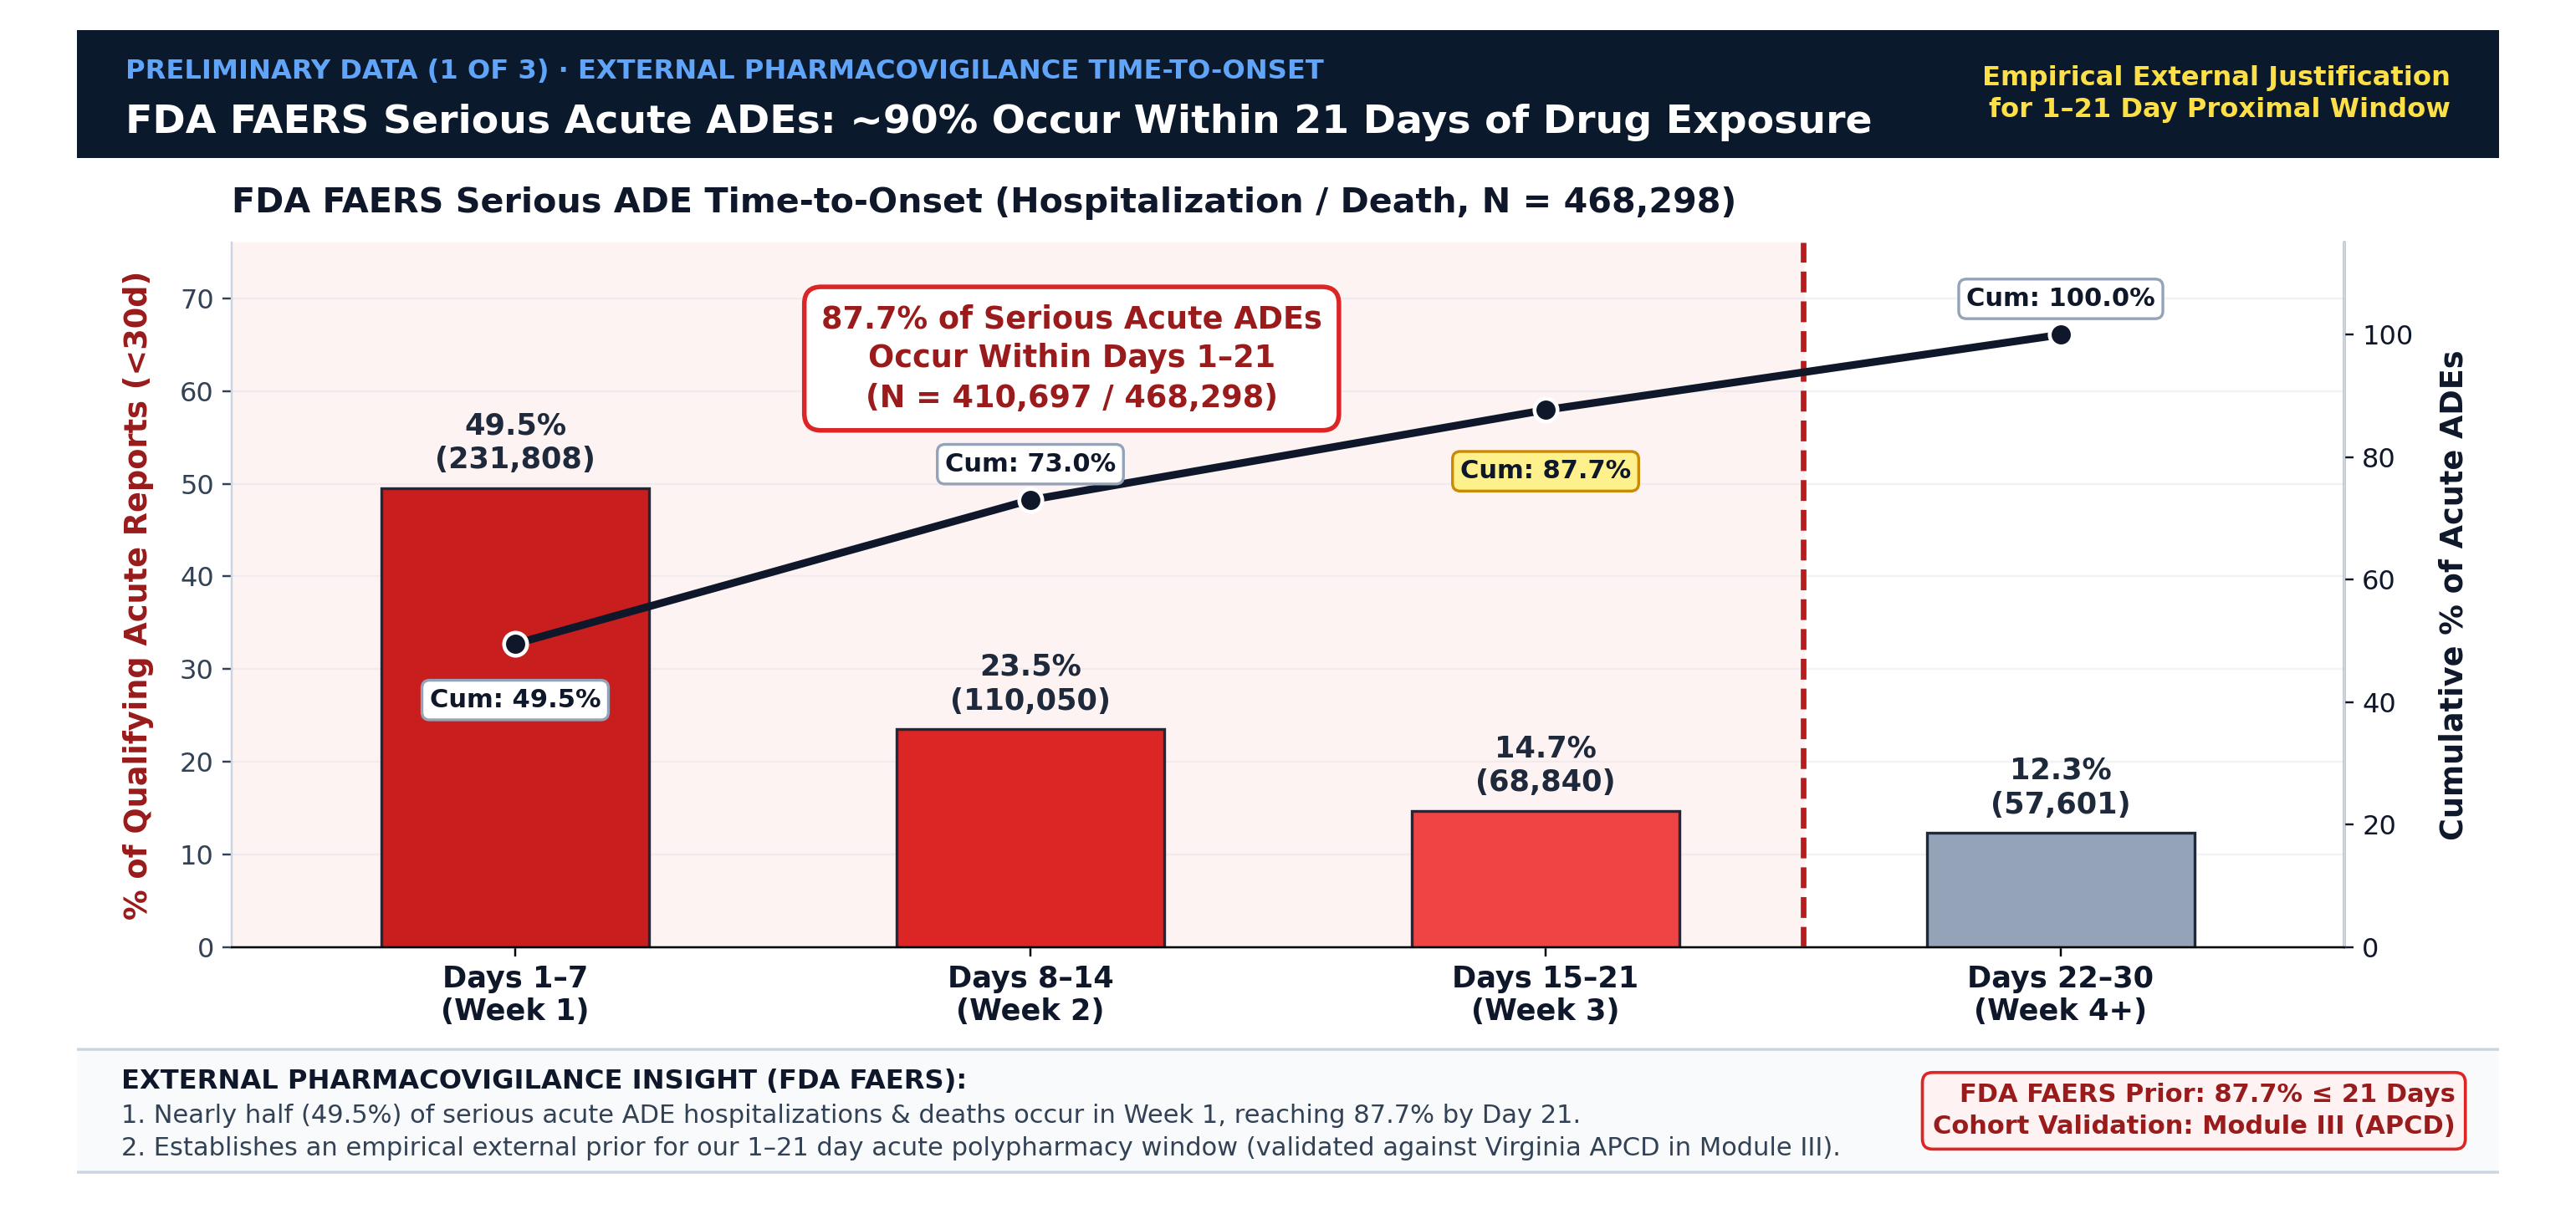 PRELIMINARY DATA (1 OF 3) · EXTERNAL PHARMACOVIGILANCE TIME-TO-ONSET
FDA FAERS Serious Acute ADEs: ~90% Occur Within 21 Days of Drug Exposure
Empirical External Justification
for 1–21 Day Proximal Window
FDA FAERS Serious ADE Time-to-Onset (Hospitalization / Death, N = 468,298)
% of Qualifying Acute Reports (<30d)
70
60
50
40
30
20
10
0
87.7% of Serious Acute ADEs
Occur Within Days 1–21
(N = 410,697 / 468,298)
49.5%
(231,808)
Cum: 49.5%
Cum: 73.0%
23.5%
(110,050)
Cum: 87.7%
14.7%
(68,840)
Cum: 100.0%
12.3%
(57,601)
100
80
60
40
20
0
Cumulative % of Acute ADEs
Days 1–7
(Week 1)
Days 8–14
(Week 2)
Days 15–21
(Week 3)
Days 22–30
(Week 4+)
EXTERNAL PHARMACOVIGILANCE INSIGHT (FDA FAERS):
1. Nearly half (49.5%) of serious acute ADE hospitalizations & deaths occur in Week 1, reaching 87.7% by Day 21.
2. Establishes an empirical external prior for our 1–21 day acute polypharmacy window (validated against Virginia APCD in Module III).
FDA FAERS Prior: 87.7% ≤ 21 Days
Cohort Validation: Module III (APCD)